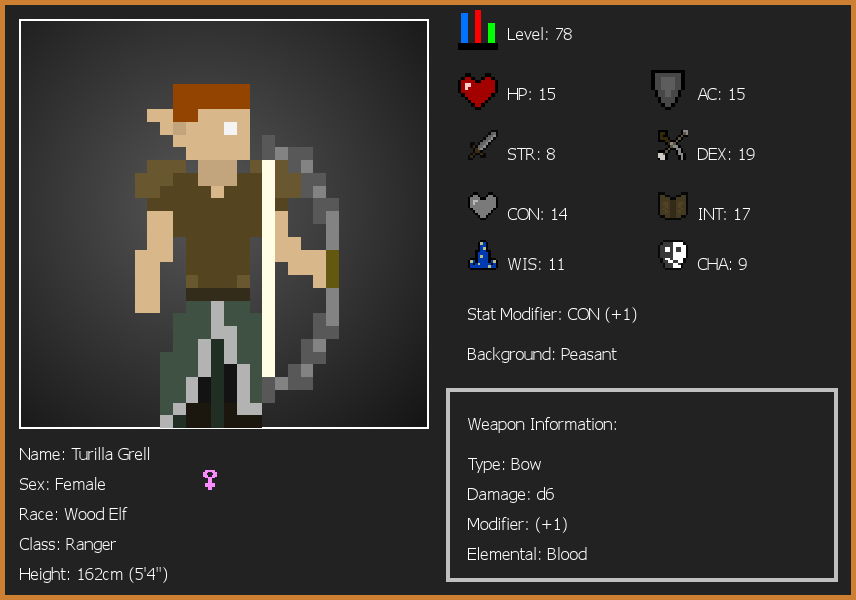 Level: 78
HP: 15
AC: 15
STR: 8
DEX: 19
CON: 14
INT: 17
WIS: 11
CHA: 9
Stat Modifier: CON (+1)
Background: Peasant
Weapon Information:
Type: Bow
Damage: d6
Modifier: (+1)
Elemental: Blood
Name: Turilla Grell
Sex: Female
Race: Wood Elf
Class: Ranger
Height: 162cm (5'4")